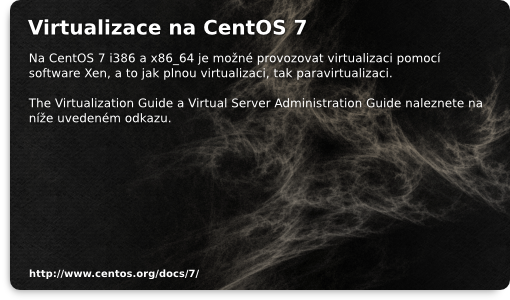 Virtualizace na CentOS 7
Na CentOS 7 i386 a x86_64 je možné provozovat virtualizaci pomocí
software Xen, a to jak plnou virtualizaci, tak paravirtualizaci.
The Virtualization Guide a Virtual Server Administration Guide naleznete na
níže uvedeném odkazu.
http://www.centos.org/docs/7/